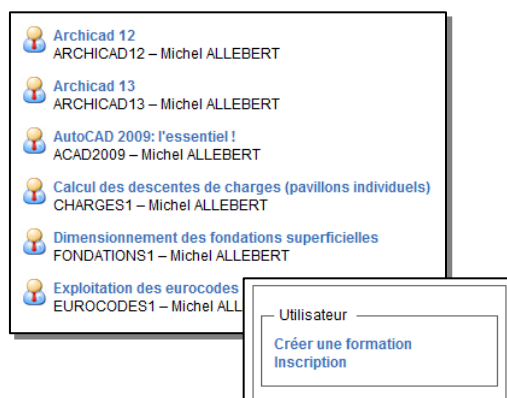 Archicad 12
ARCHICAD12 – Michel ALLEBERT
Archicad 13
ARCHICAD13 – Michel ALLEBERT
AutoCAD 2009: l'essentiel !
ACAD2009 – Michel ALLEBERT
Calcul des descentes de charges (pavillons individuels)
CHARGES1 – Michel ALLEBERT
Dimensionnement des fondations superficielles
FONDATIONS1 – Michel ALLEBERT
Exploitation des eurocodes
EUROCODES1 – Michel ALL
Utilisateur
Créer une formation
Inscription